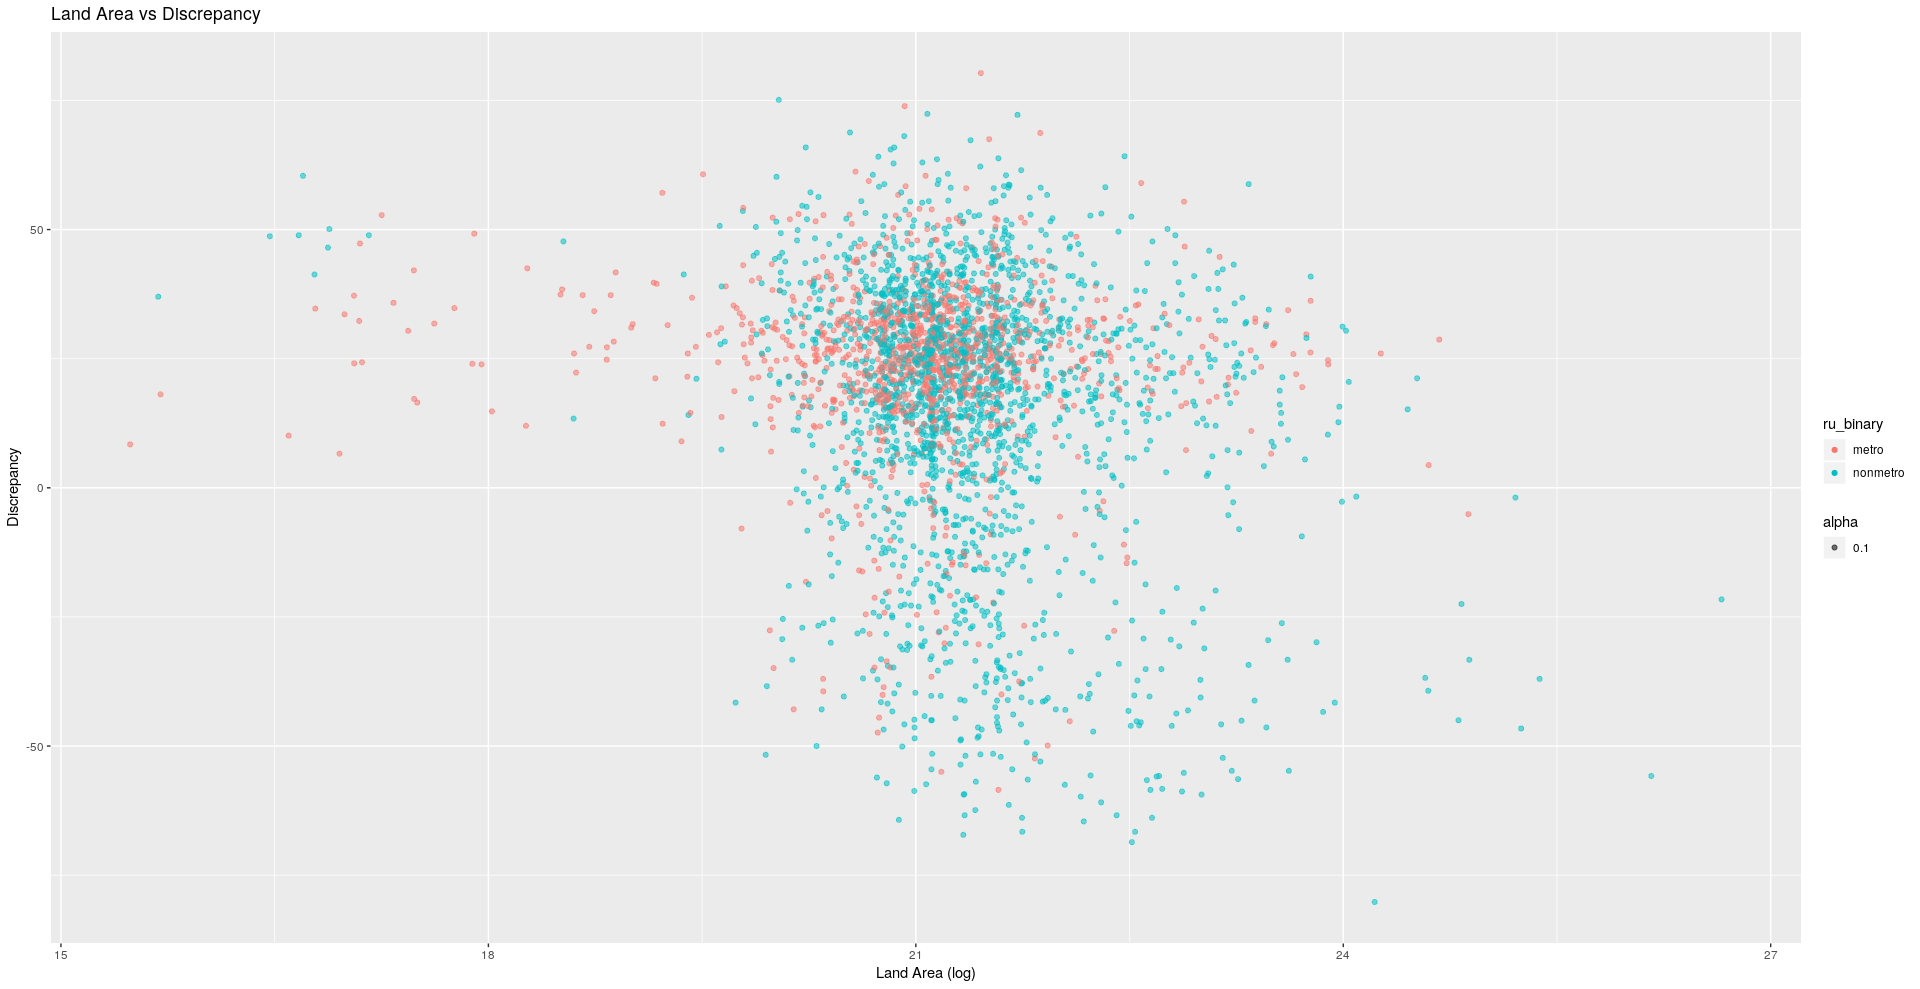 Land Area vs Discrepancy
50
0
-50
Discrepancy
15
18
21
24
27
Land Area (log)
ru_binary
metro
nonmetro
alpha
0.1